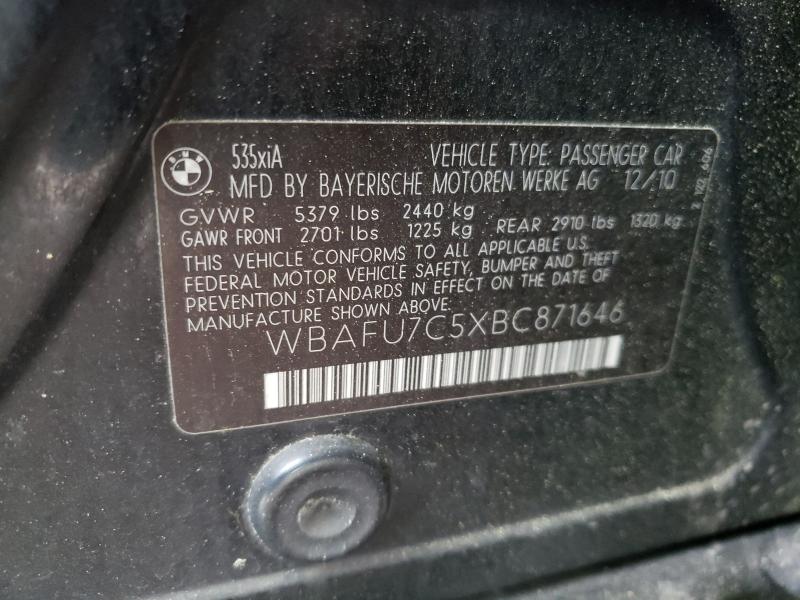 BMW
535xiA VEHICLE TYPE: PASSENGER CAR
MFD BY BAYERISCHE MOTOREN WERKE AG 12/10
GVWR 5379 lbs 2440 kg
GAWR FRONT 2701 lbs 1225 kg REAR 2910 lbs 1320 kg
THIS VEHICLE CONFORMS TO ALL APPLICABLE U.S.
FEDERAL MOTOR VEHICLE SAFETY, BUMPER AND THEFT
PREVENTION STANDARDS IN EFFECT ON THE DATE OF
MANUFACTURE SHOWN ABOVE.
WBAFU7C5XBC871646